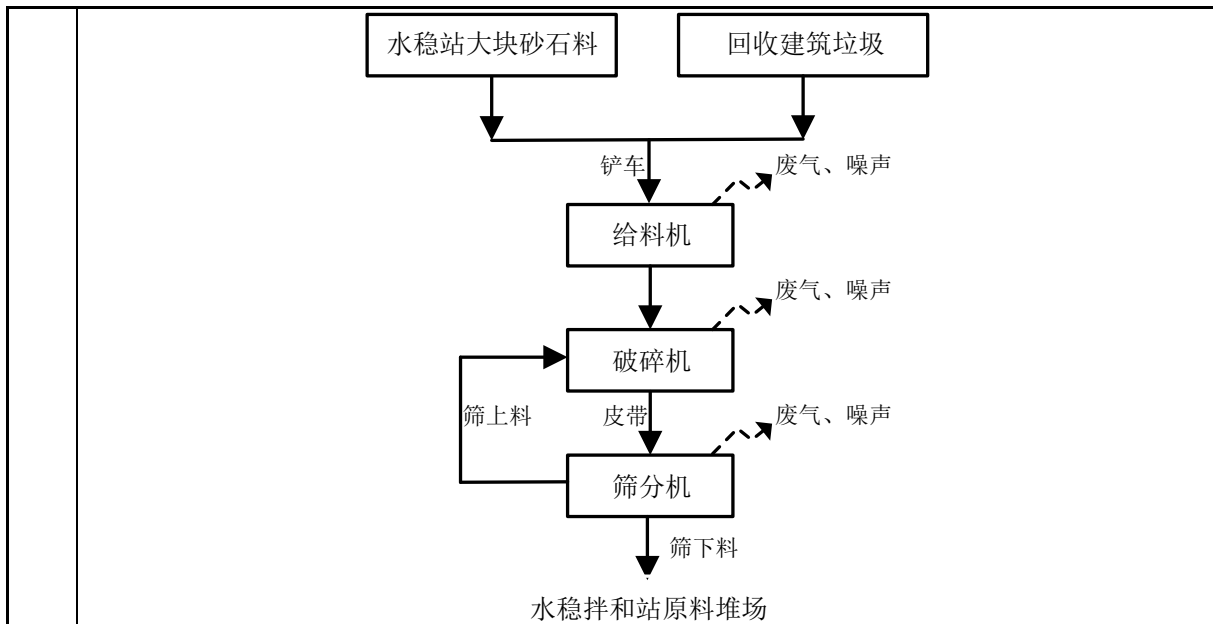 水稳站大块砂石料
回收建筑垃圾
铲车
废气、噪声
给料机
废气、噪声
破碎机
筛上料
皮带
废气、噪声
筛分机
筛下料
水稳拌和站原料堆场